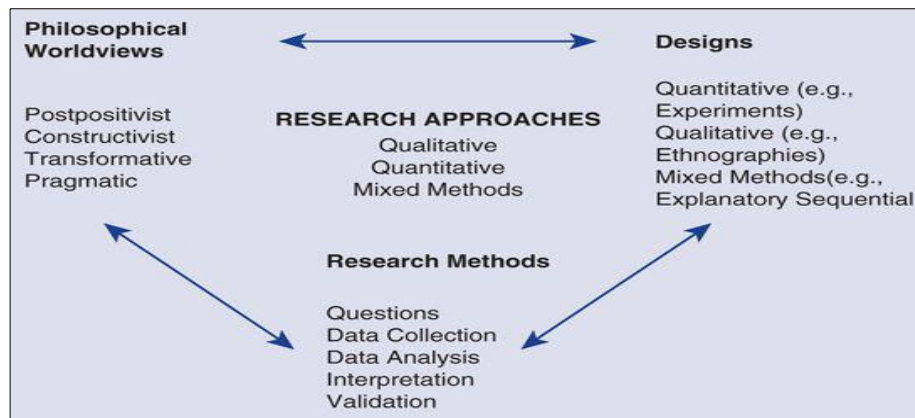 Philosophical
Worldviews
Postpositivist
Constructivist
Transformative
Pragmatic
RESEARCH APPROACHES
Qualitative
Quantitative
Mixed Methods
Designs
Quantitative (e.g.,
Experiments)
Qualitative (e.g.,
Ethnographies)
Mixed Methods(e.g.,
Explanatory Sequential
Research Methods
Questions
Data Collection
Data Analysis
Interpretation
Validation